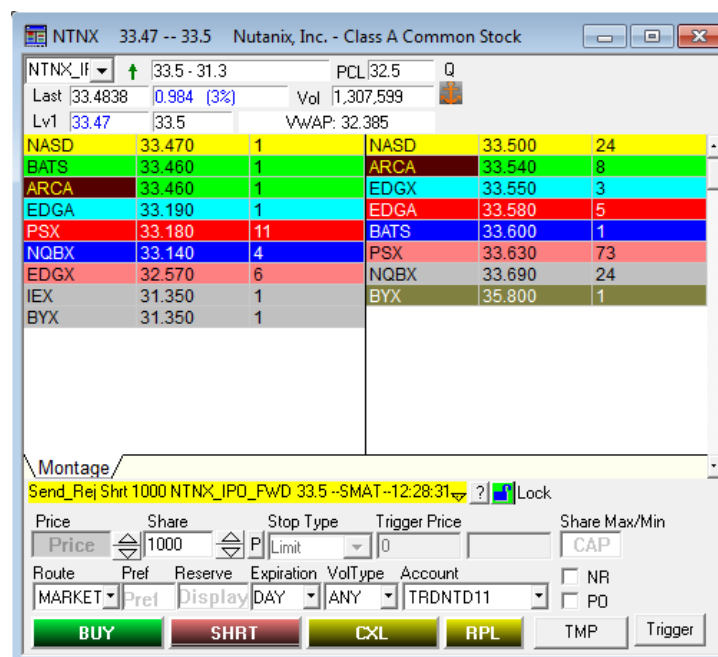 NTNX 33.47 -- 33.5 Nutanix, Inc. - Class A Common Stock
NTNX_IF 33.5 - 31.3 PCL 32.5 Q
Last 33.4838 0.984 (3%) Vol 1,307,599
Lv1 33.47 33.5 VWAP: 32.385
NASD 33.470 1 NASD 33.500 24
BATS 33.460 1 ARCA 33.540 8
ARCA 33.460 1 EDGX 33.550 3
EDGA 33.190 1 EDGA 33.580 5
PSX 33.180 11 BATS 33.600 1
NQBX 33.140 4 PSX 33.630 73
EDGX 32.570 6 NQBX 33.690 24
IEX 31.350 1 BYX 35.800 1
BYX 31.350 1
Montage
Send_Rej Shrt 1000 NTNX_IPO_FWD 33.5 --SMAT--12:28:31 ? Lock
Price Share Stop Type Trigger Price Share Max/Min
Price 1000 P Limit 0 CAP
Route Pref Reserve Expiration VolType Account NR
MARKET Pref Display DAY ANY TRDNTD11 PO
BUY SHRT CXL RPL TMP Trigger